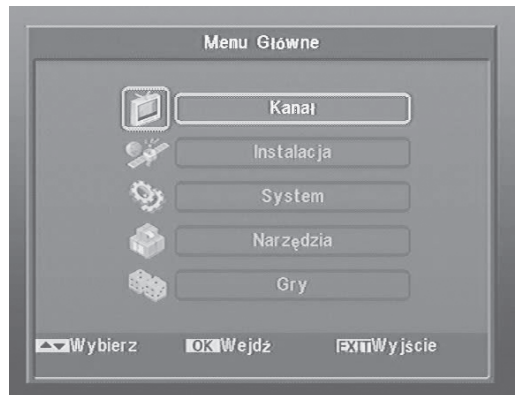 Menu Główne
Kanał
Instalacja
System
Narzędzia
Gry
Wybierz OK Wejdź EXIT Wyjście